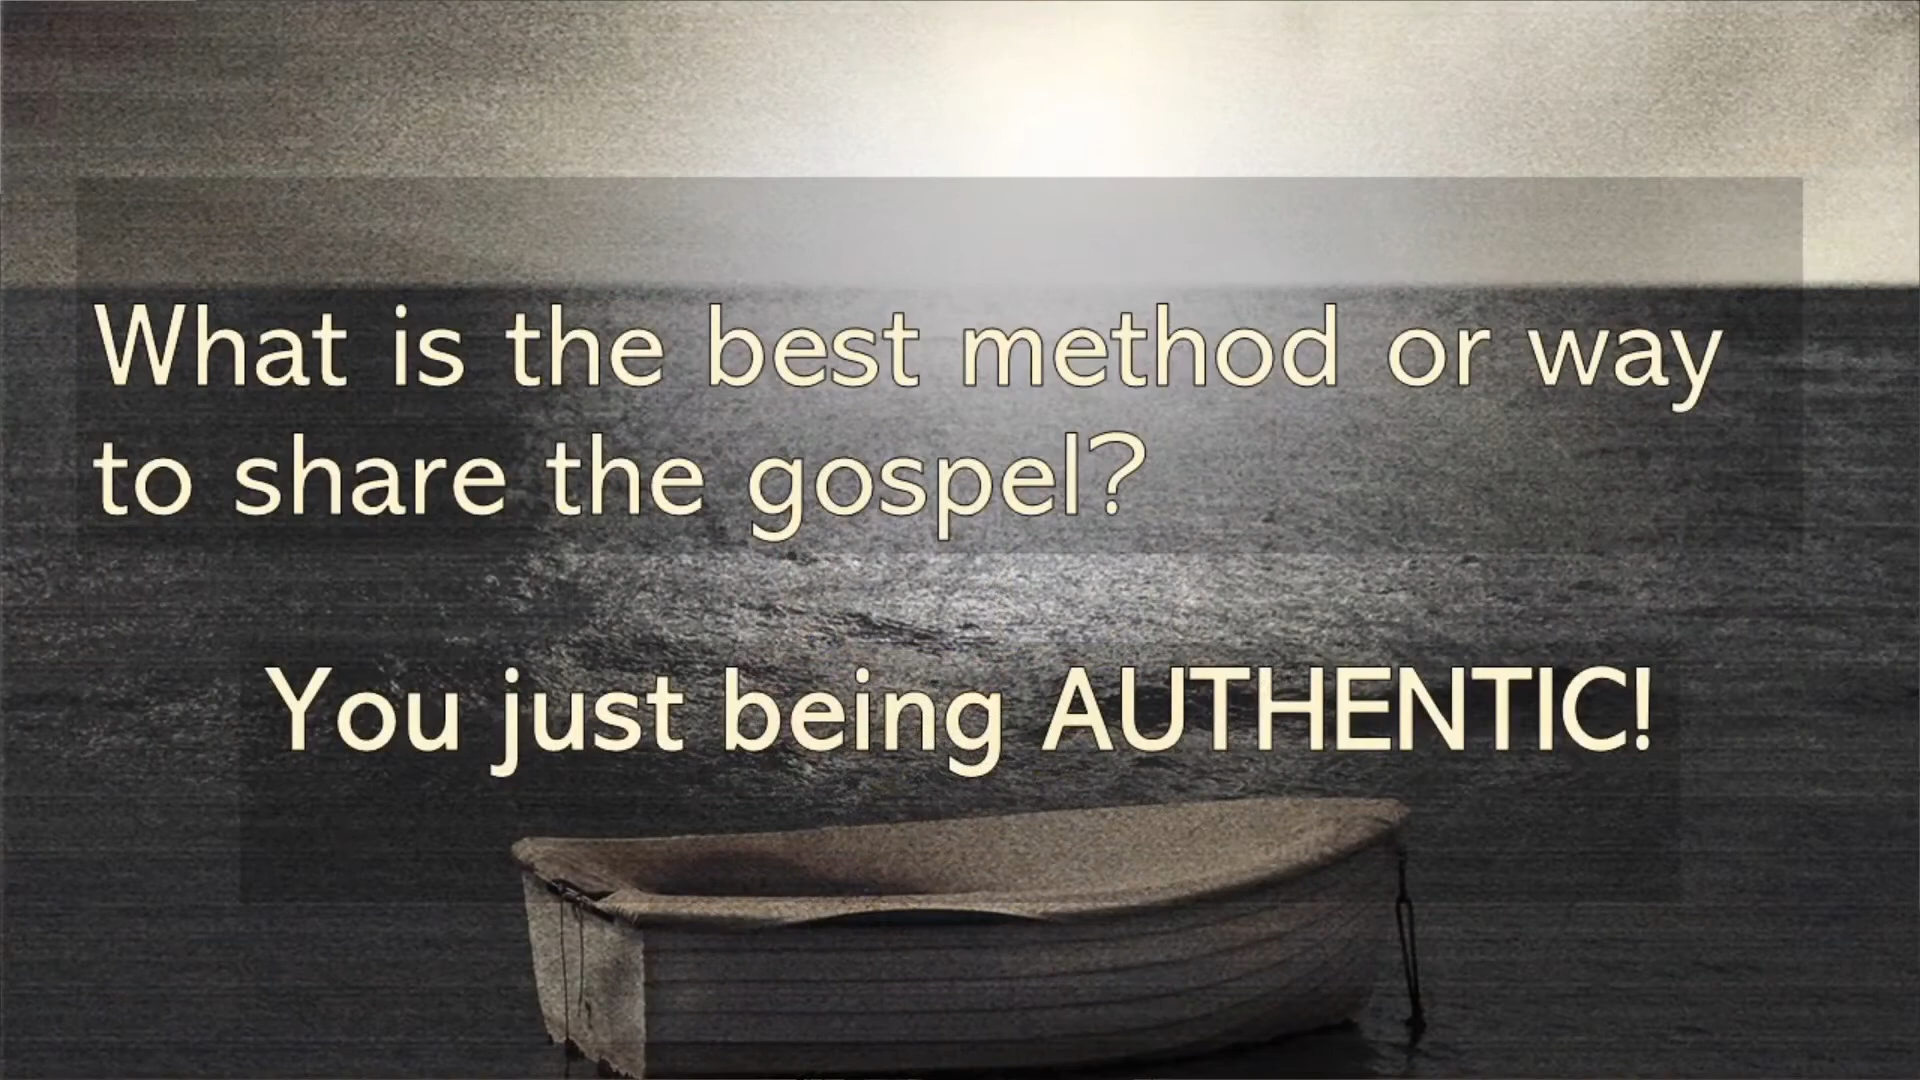 What is the best method or way
to share the gospel?
You just being AUTHENTIC!